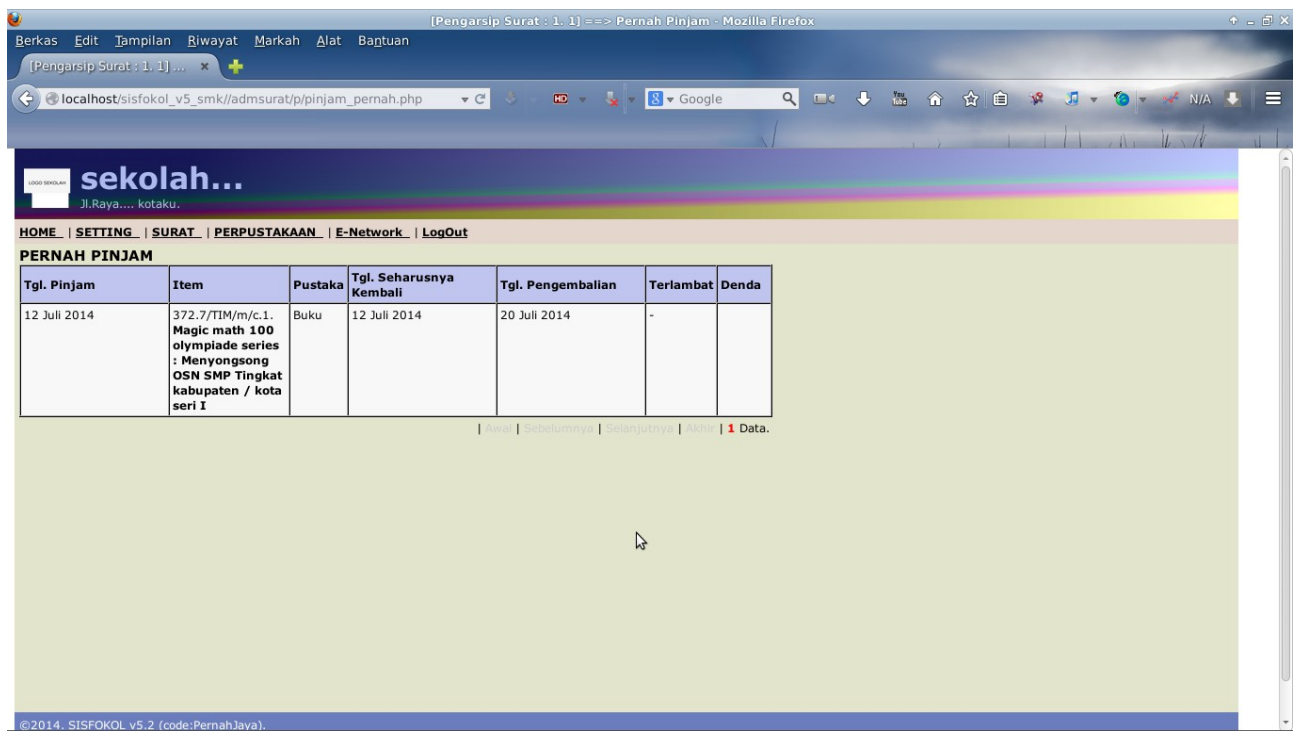 [Pengarsip Surat : 1. 1] ==> Pernah Pinjam - Mozilla Firefox
Berkas Edit Tampilan Riwayat Markah Alat Bantuan
[Pengarsip Surat : 1. 1] ...
localhost/sisfokol_v5_smk//admsurat/p/pinjam_pernah.php
HD
Google
You Tube
N/A
LOGO SEKOLAH
sekolah...
Jl.Raya.... kotaku.
HOME | SETTING | SURAT | PERPUSTAKAAN | E-Network | LogOut
PERNAH PINJAM
Tgl. Pinjam Item Pustaka Tgl. Seharusnya Kembali Tgl. Pengembalian Terlambat Denda
12 Juli 2014 372.7/TIM/m/c.1. Buku 12 Juli 2014 20 Juli 2014 -
Magic math 100
olympiade series
: Menyongsong
OSN SMP Tingkat
kabupaten / kota
seri I
| Awal | Sebelumnya | Selanjutnya | Akhir | 1 Data.
©2014. SISFOKOL v5.2 (code:PernahJaya).